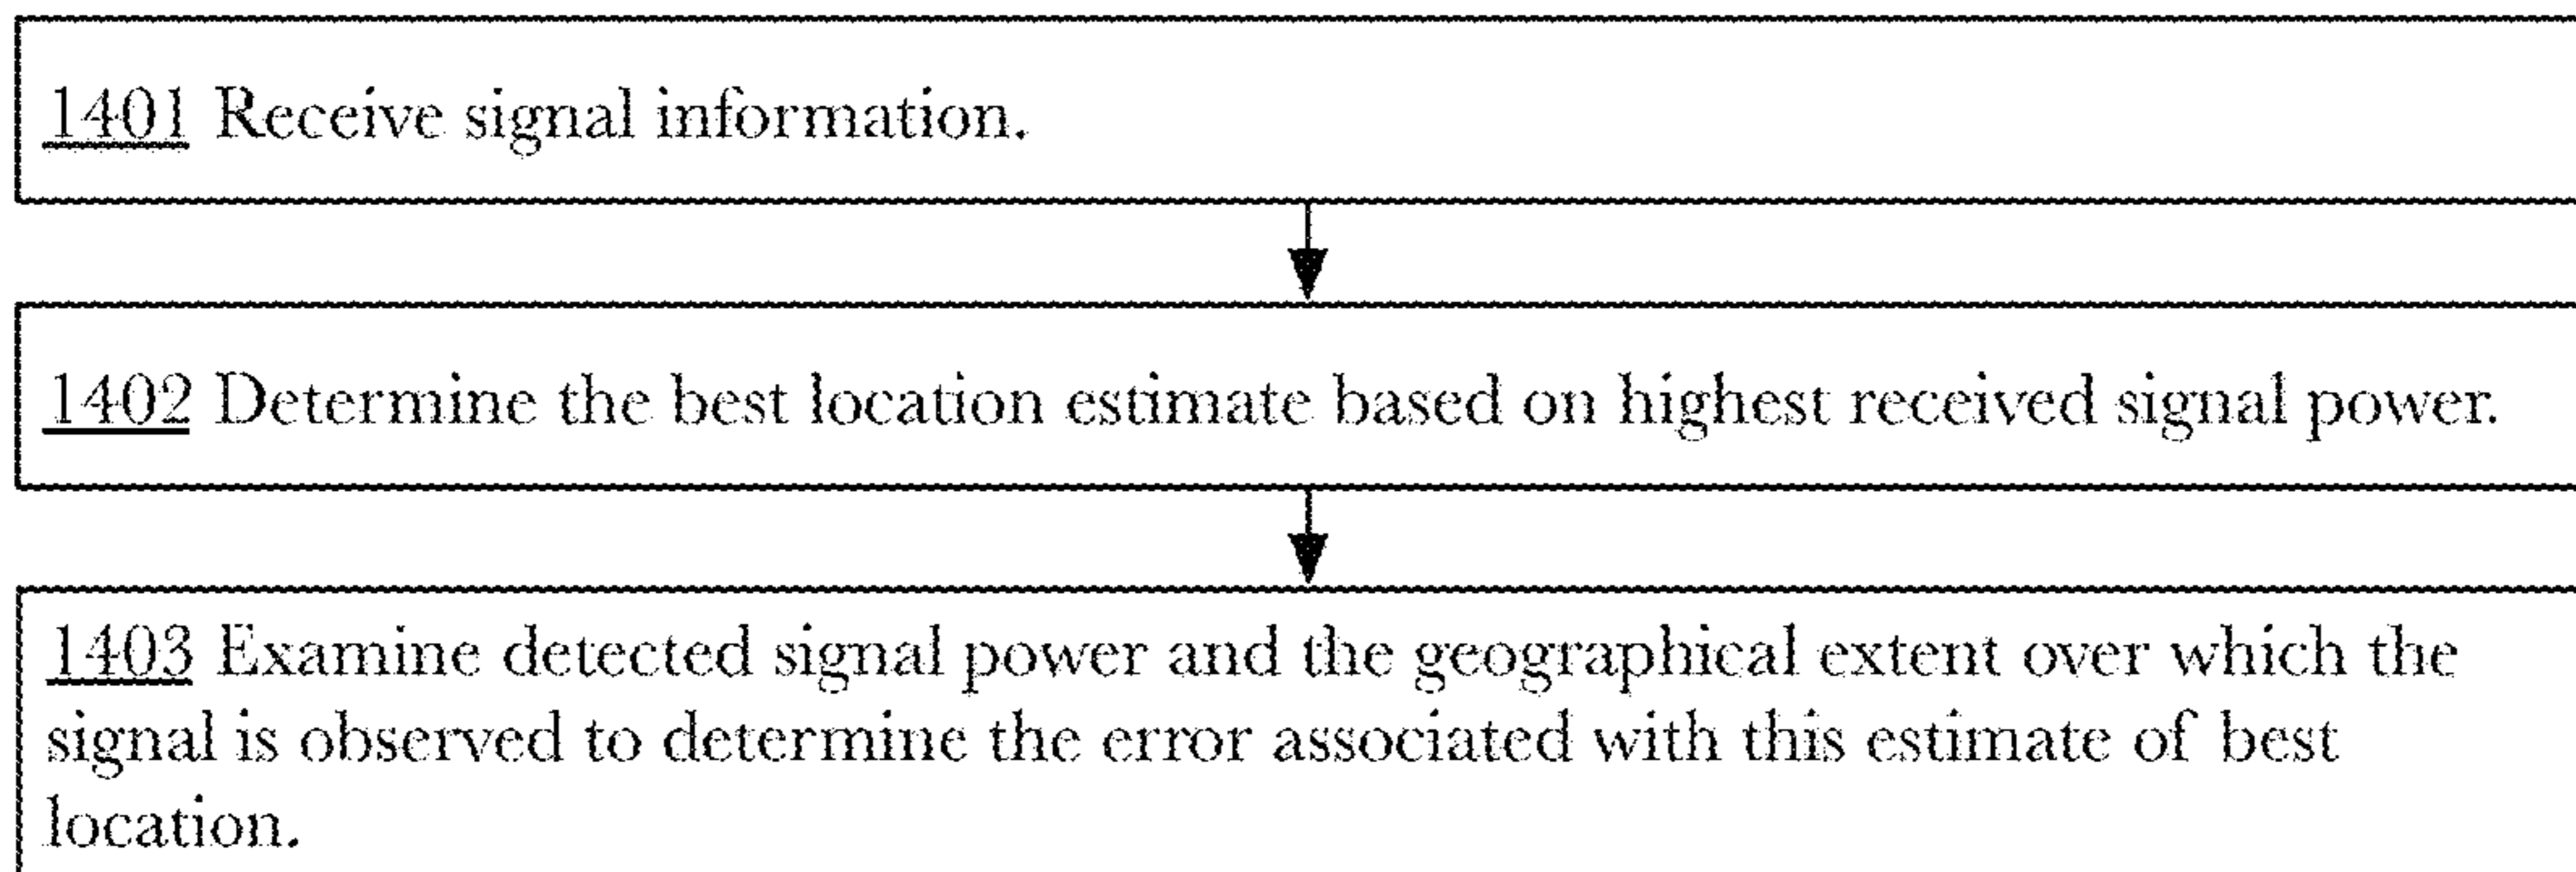 1401 Receive signal information.
1402 Determine the best location estimate based on highest received signal power.
1403 Examine detected signal power and the geographical extent over which the
signal is observed to determine the error associated with this estimate of best
location.